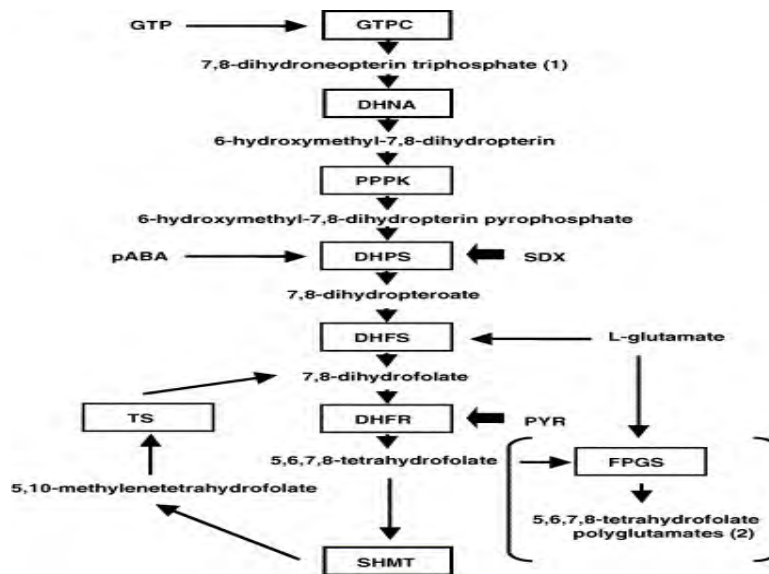 GTP
GTPC
7,8-dihydroneopterin triphosphate (1)
DHNA
6-hydroxymethyl-7,8-dihydropterin
PPPK
6-hydroxymethyl-7,8-dihydropterin pyrophosphate
pABA
DHPS
SDX
7,8-dihydropteroate
DHFS
L-glutamate
7,8-dihydrofolate
TS
DHFR
PYR
5,6,7,8-tetrahydrofolate
FPGS
5,10-methylenetetrahydrofolate
5,6,7,8-tetrahydrofolate
polyglutamates (2)
SHMT